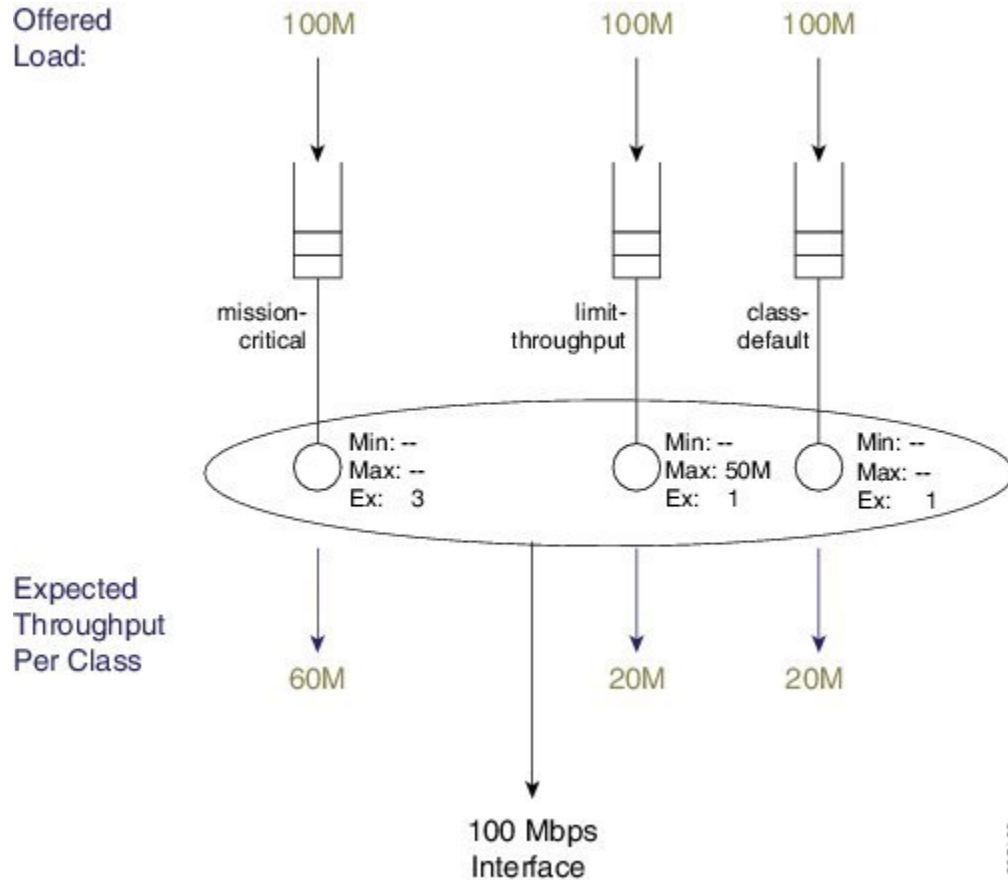 Offered
Load:
100M
100M
100M
mission-
critical
limit-
throughput
class-
default
Min: --
Max: --
Ex: 3
Min: --
Max: 50M
Ex: 1
Min: --
Max: --
Ex: 1
Expected
Throughput
Per Class
60M
20M
20M
100 Mbps
Interface